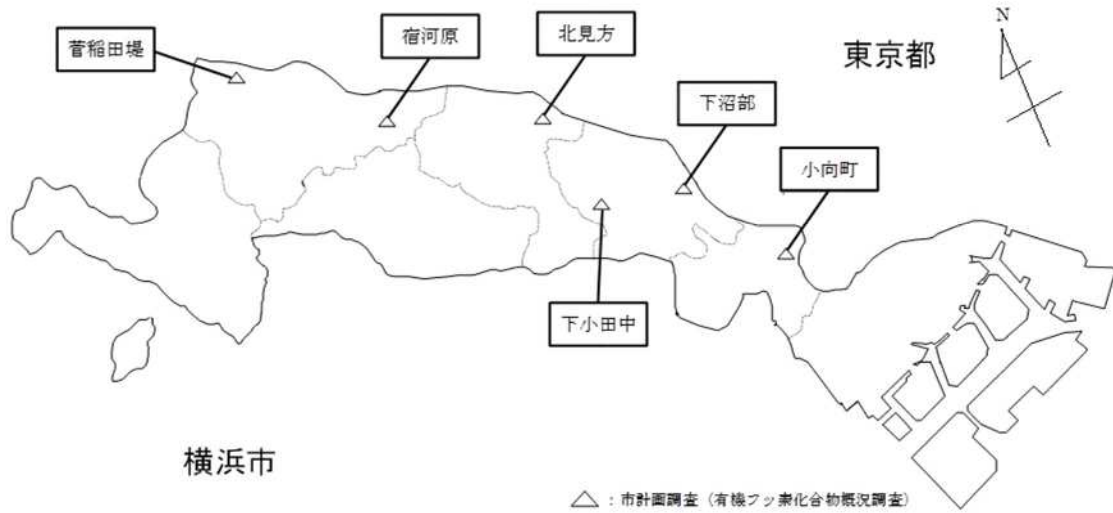 菅稲田堤
宿河原
北見方
東京都
N
下沼部
小向町
下小田中
横浜市
△：市計画調査（有機フッ素化合物概況調査）